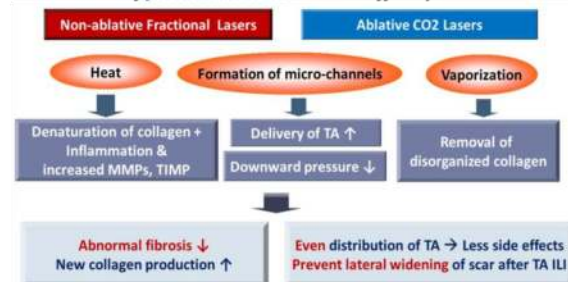 Non-ablative Fractional Lasers
Ablative CO2 Lasers
Heat
Formation of micro-channels
Vaporization
Denaturation of collagen +
Inflammation &
increased MMPs, TIMP
Delivery of TA ↑
Downward pressure ↓
Removal of
disorganized collagen
Abnormal fibrosis ↓
New collagen production ↑
Even distribution of TA → Less side effects
Prevent lateral widening of scar after TA ILI